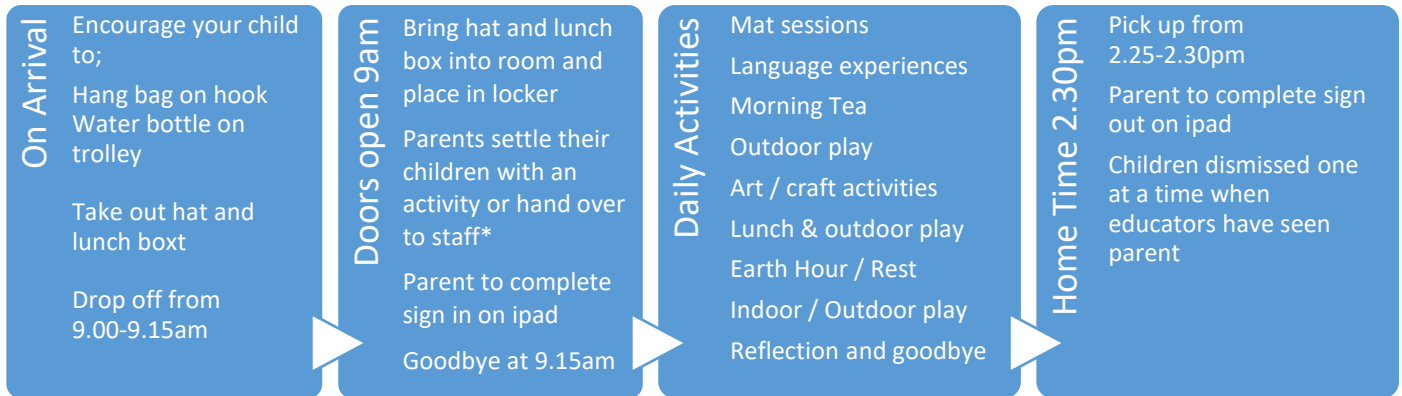 On Arrival
Encourage your child
to;
Hang bag on hook
Water bottle on
trolley
Take out hat and
lunch boxt
Drop off from
9.00-9.15am
Doors open 9am
Bring hat and lunch
box into room and
place in locker
Parents settle their
children with an
activity or hand over
to staff*
Parent to complete
sign in on ipad
Goodbye at 9.15am
Daily Activities
Mat sessions
Language experiences
Morning Tea
Outdoor play
Art / craft activities
Lunch & outdoor play
Earth Hour / Rest
Indoor / Outdoor play
Reflection and goodbye
Home Time 2.30pm
Pick up from
2.25-2.30pm
Parent to complete sign
out on ipad
Children dismissed one
at a time when
educators have seen
parent